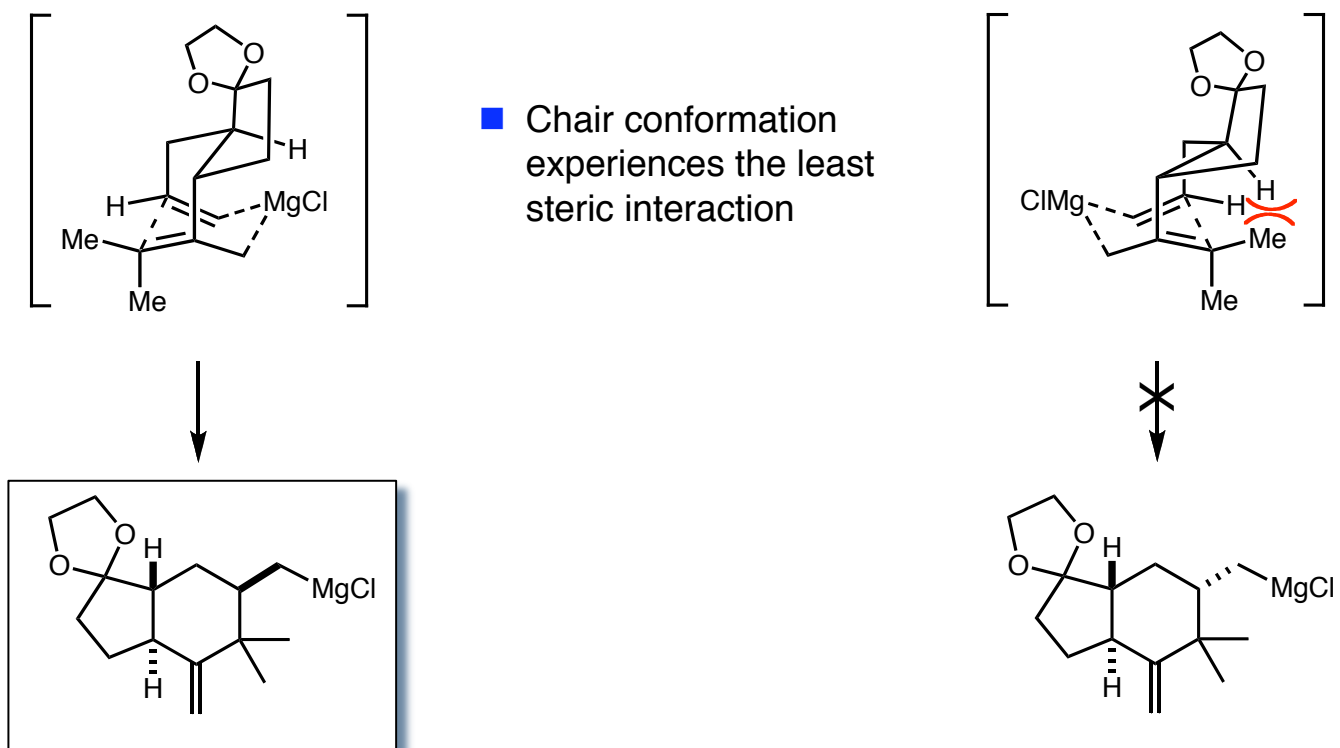 O
O
H
H
MgCl
Me
Me
Chair conformation
experiences the least
steric interaction
O
O
H
H
ClMg
Me
Me
O
O
H
H
MgCl
O
O
H
H
MgCl